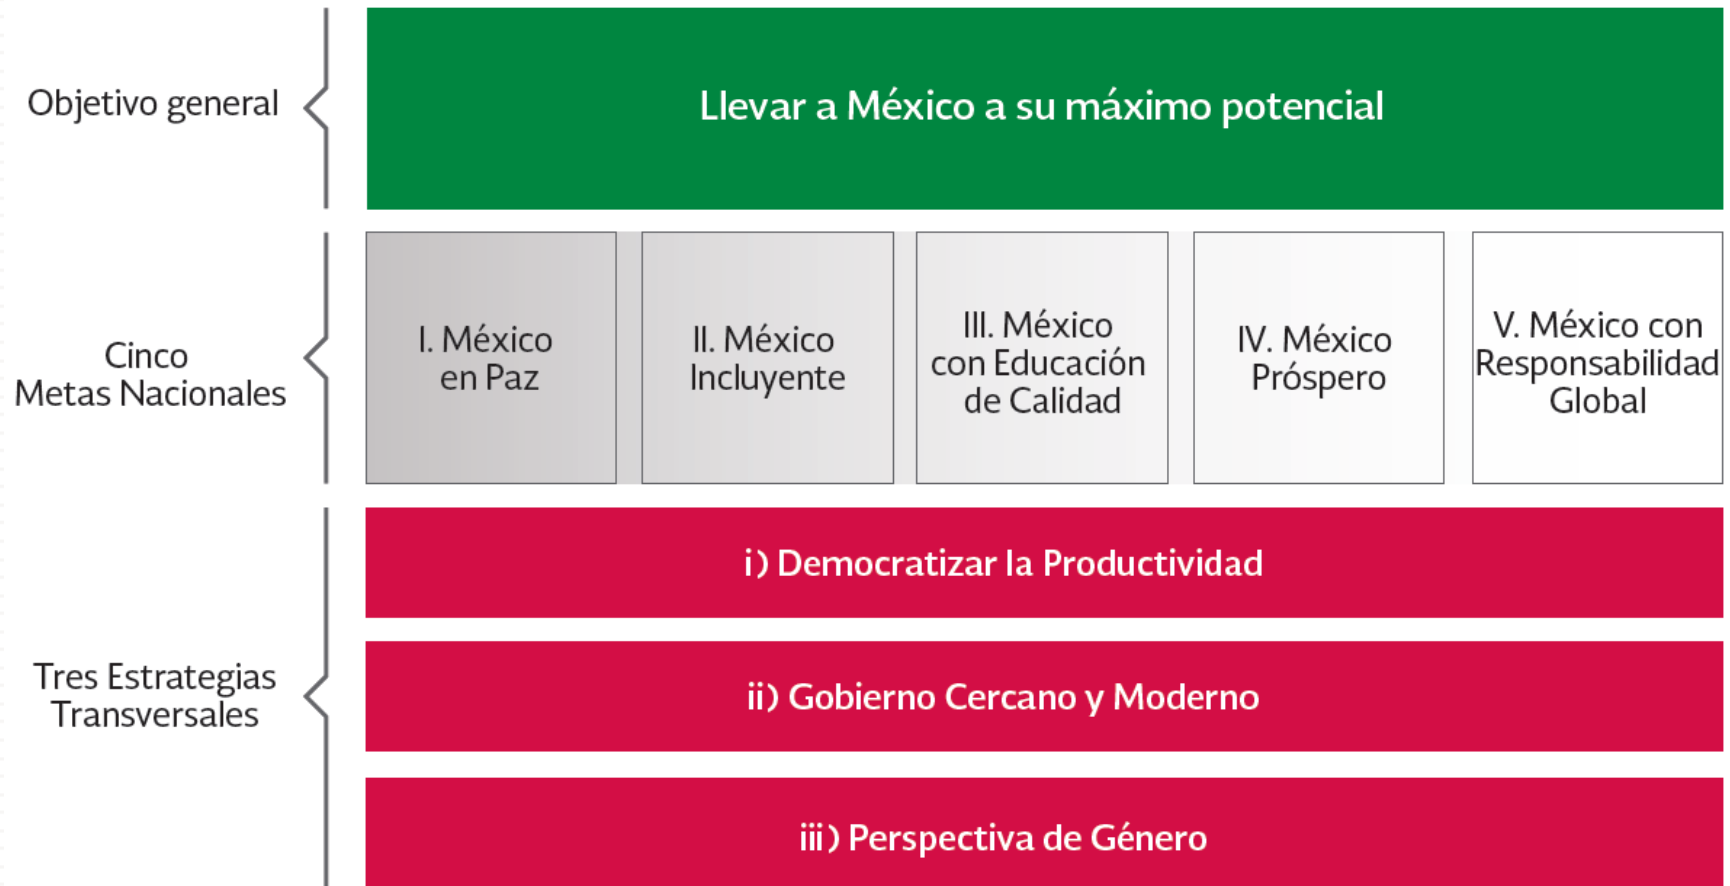 Objetivo general
Llevar a México a su máximo potencial
Cinco
Metas Nacionales
I. México
en Paz
II. México
Incluyente
III. México
con Educación
de Calidad
IV. México
Próspero
V. México con
Responsabilidad
Global
Tres Estrategias
Transversales
i) Democratizar la Productividad
ii) Gobierno Cercano y Moderno
iii) Perspectiva de Género